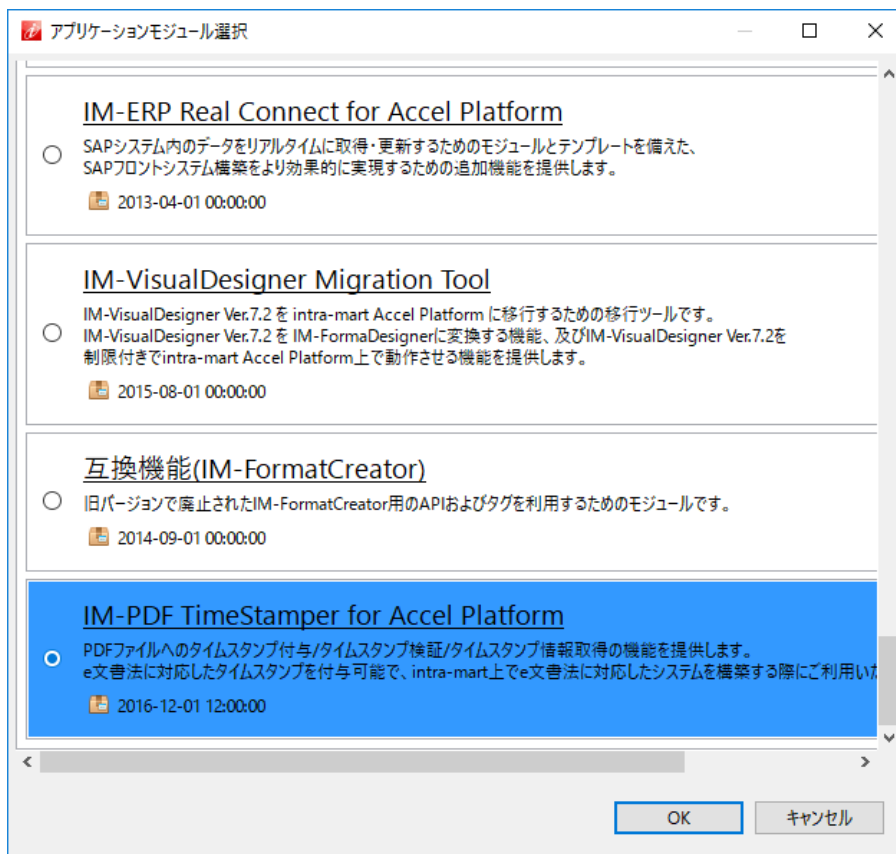 アプリケーションモジュール選択
IM-ERP Real Connect for Accel Platform
SAPシステム内のデータをリアルタイムに取得・更新するためのモジュールとテンプレートを備えた、
SAPフロントシステム構築をより効果的に実現するための追加機能を提供します。
2013-04-01 00:00:00
IM-VisualDesigner Migration Tool
IM-VisualDesigner Ver.7.2 を intra-mart Accel Platform に移行するための移行ツールです。
IM-VisualDesigner Ver.7.2 を IM-FormaDesignerに変換する機能、及びIM-VisualDesigner Ver.7.2を
制限付きでintra-mart Accel Platform上で動作させる機能を提供します。
2015-08-01 00:00:00
互換機能(IM-FormatCreator)
旧バージョンで廃止されたIM-FormatCreator用のAPIおよびタグを利用するためのモジュールです。
2014-09-01 00:00:00
IM-PDF TimeStamper for Accel Platform
PDFファイルへのタイムスタンプ付与/タイムスタンプ検証/タイムスタンプ情報取得の機能を提供します。
e文書法に対応したタイムスタンプを付与可能で、intra-mart上でe文書法に対応したシステムを構築する際にご利用いた
2016-12-01 12:00:00
OK
キャンセル